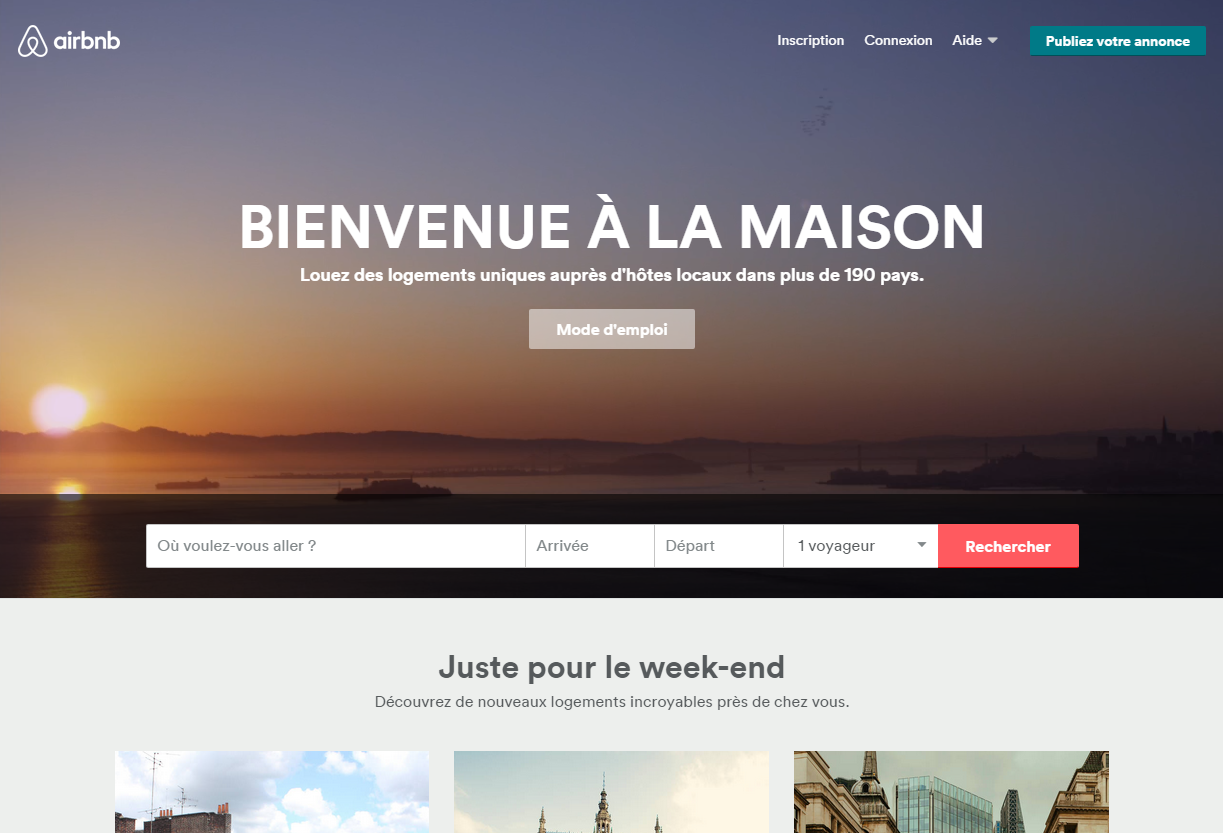 airbnb
Inscription Connexion Aide Publiez votre annonce
BIENVENUE À LA MAISON
Louez des logements uniques auprès d'hôtes locaux dans plus de 190 pays.
Mode d'emploi
Où voulez-vous aller ? Arrivée Départ 1 voyageur Rechercher
Juste pour le week-end
Découvrez de nouveaux logements incroyables près de chez vous.